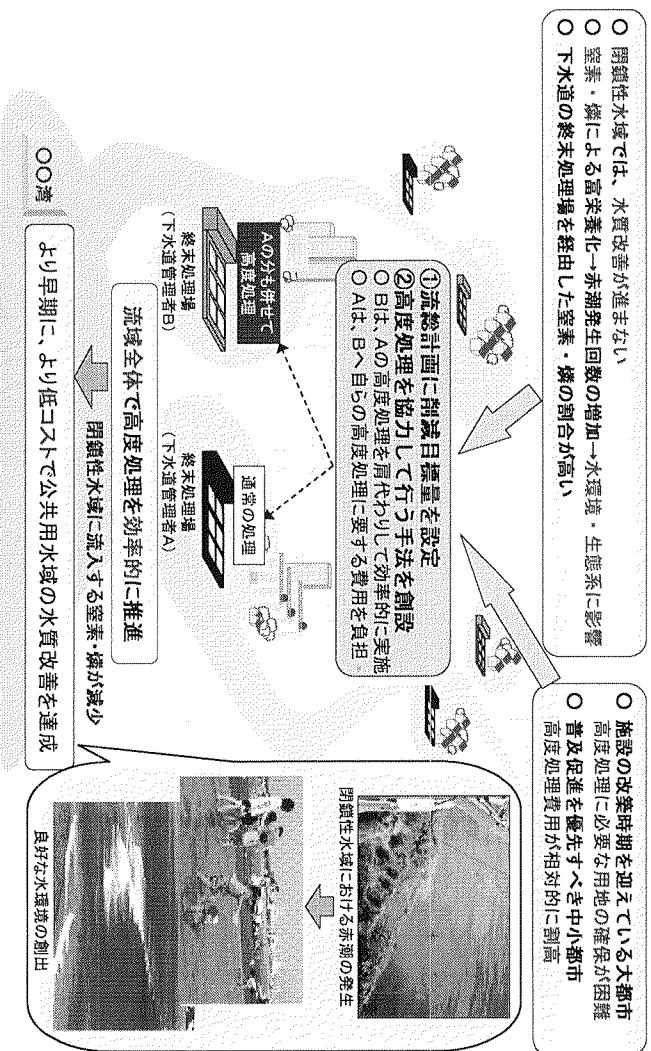 ○ 閉鎖性水域では、水質改善が進まない
○ 窒素・燐による富栄養化→赤潮発生回数の増加→水環境・生態系に影響
○ 下水道の終末処理場を経由した窒素・燐の割合が高い
○ 施設の改築時期を迎えている大都市
高度処理に必要な用地の確保が困難
○ 普及促進を優先すべき中小都市
高度処理費用が相対的に割高
①流総計画に削減目標量を設定
②高度処理を協力して行う手法を創設
○ Bは、Aの高度処理を肩代わりして効率的に実施
○ Aは、Bへ自らの高度処理に要する費用を負担
Aの分も併せて
高度処理
終末処理場
(下水道管理者B)
通常の処理
終末処理場
(下水道管理者A)
流域全体で高度処理を効率的に推進
閉鎖性水域に流入する窒素・燐が減少
○○湾
より早期に、より低コストで公共用水域の水質改善を達成
閉鎖性水域における赤潮の発生
良好な水環境の創出